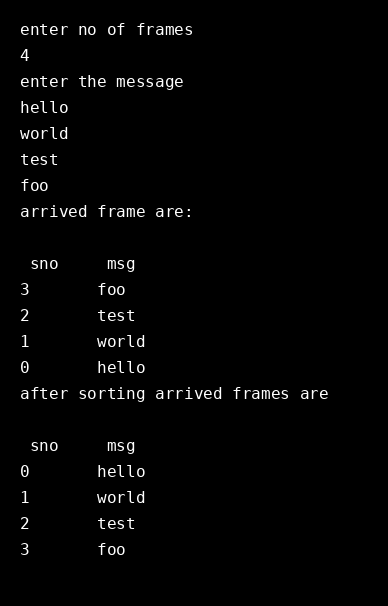 enter no of frames
4
enter the message
hello
world
test
foo
arrived frame are:

 sno     msg
3       foo
2       test
1       world
0       hello
after sorting arrived frames are

 sno     msg
0       hello
1       world
2       test
3       foo